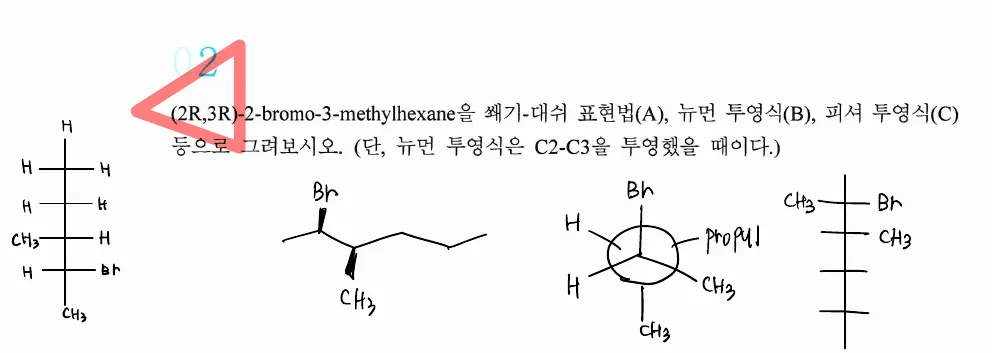 02
(2R,3R)-2-bromo-3-methylhexane을 쐐기-대쉬 표현법(A), 뉴먼 투영식(B), 피셔 투영식(C)
등으로 그려보시오. (단, 뉴먼 투영식은 C2-C3을 투영했을 때이다.)
H
H H
H H
CH3 H
H Br
CH3
Br
CH3
Br
H
propyl
H
CH3
CH3
CH3 Br
CH3